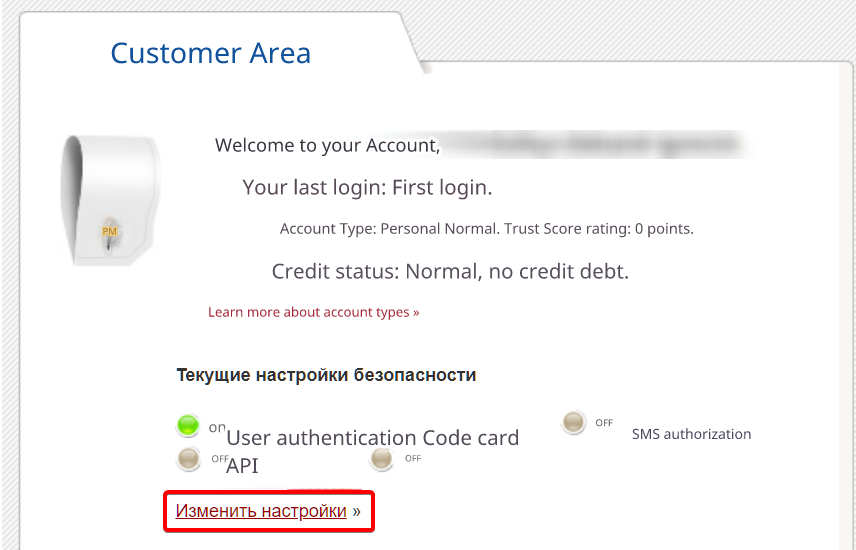 Customer Area
Welcome to your Account,
Your last login: First login.
PM
Account Type: Personal Normal. Trust Score rating: 0 points.
Credit status: Normal, no credit debt.
Learn more about account types »
Текущие настройки безопасности
on User authentication Code card OFF SMS authorization
OFF API OFF
Изменить настройки »